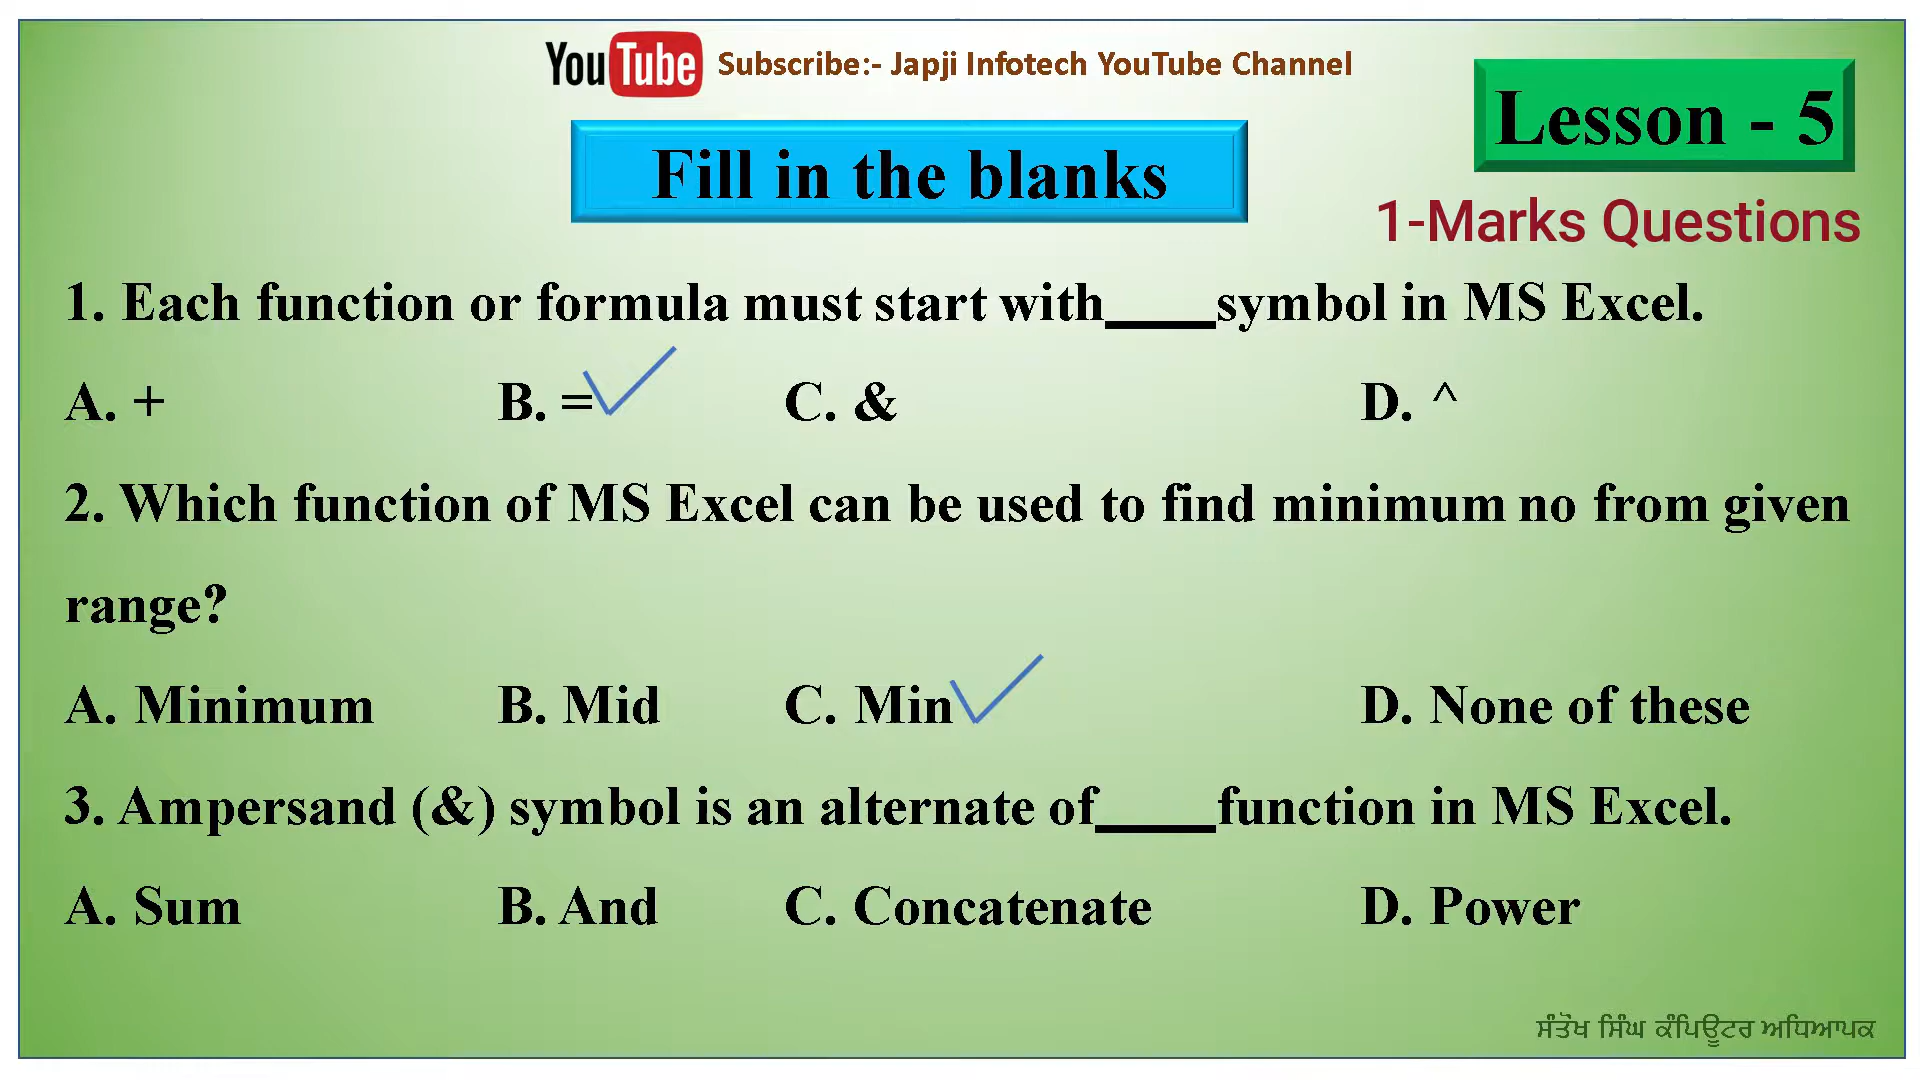 YouTube Subscribe:- Japji Infotech YouTube Channel
Lesson - 5
Fill in the blanks
1-Marks Questions
1. Each function or formula must start with____symbol in MS Excel.
A. + B. = C. & D. ^
2. Which function of MS Excel can be used to find minimum no from given
range?
A. Minimum B. Mid C. Min D. None of these
3. Ampersand (&) symbol is an alternate of____function in MS Excel.
A. Sum B. And C. Concatenate D. Power
ਸੰਤੋਖ ਸਿੰਘ ਕੰਪਿਊਟਰ ਅਧਿਆਪਕ